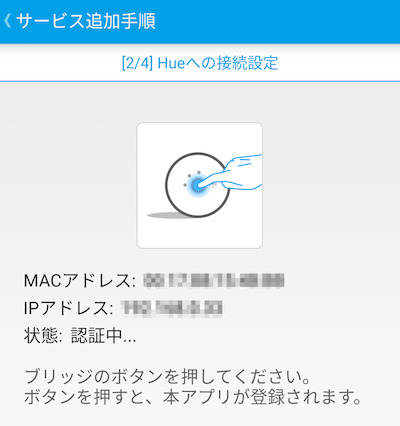 サービス追加手順
[2/4] Hueへの接続設定
MACアドレス:
IPアドレス:
状態: 認証中...
ブリッジのボタンを押してください。
ボタンを押すと、本アプリが登録されます。